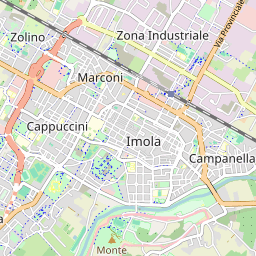 Zolino
Zona Industriale
Via Provinciale
Marconi
Cappuccini
Imola
Campanella
a
Monte